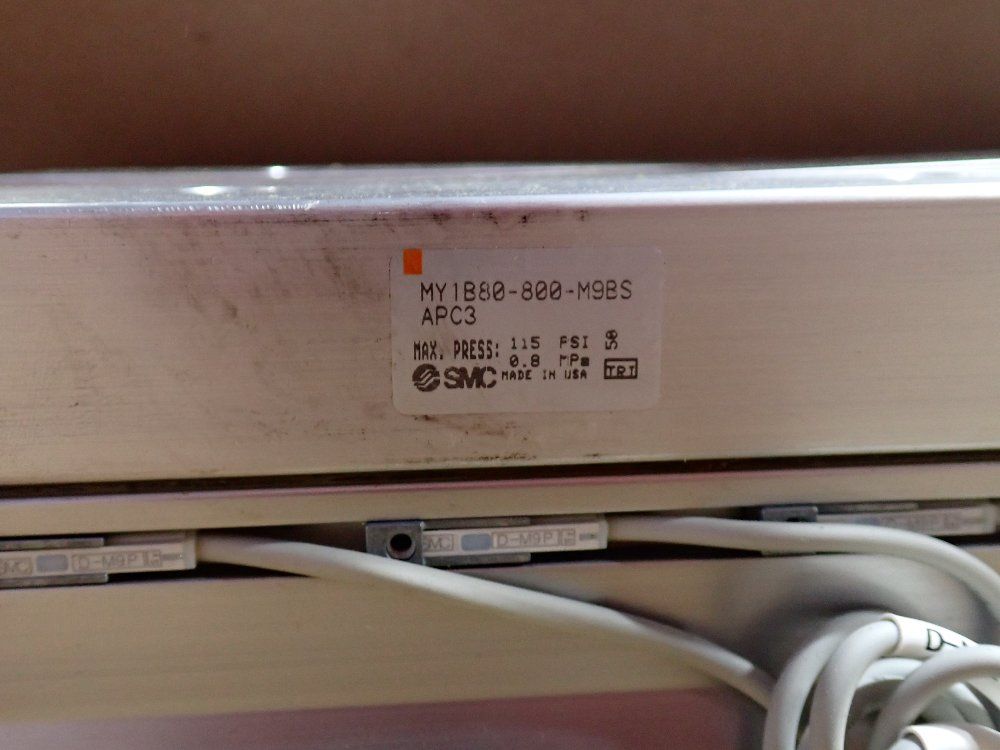 MY1B80-800-M9BS
APC3
MAX. PRESS: 115 PSI
0.8 MPa
SMC MADE IN USA
SMC D-M9P
SMC D-M9P
D-M9P
D-